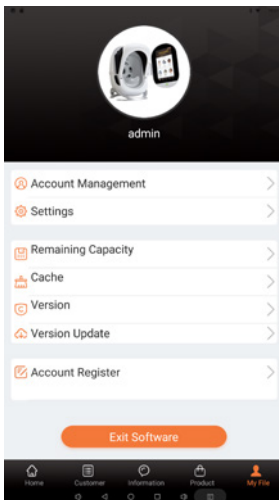 admin
Account Management
Settings
Remaining Capacity
Cache
Version
Version Update
Account Register
Exit Software
Home Customer Information Product My File